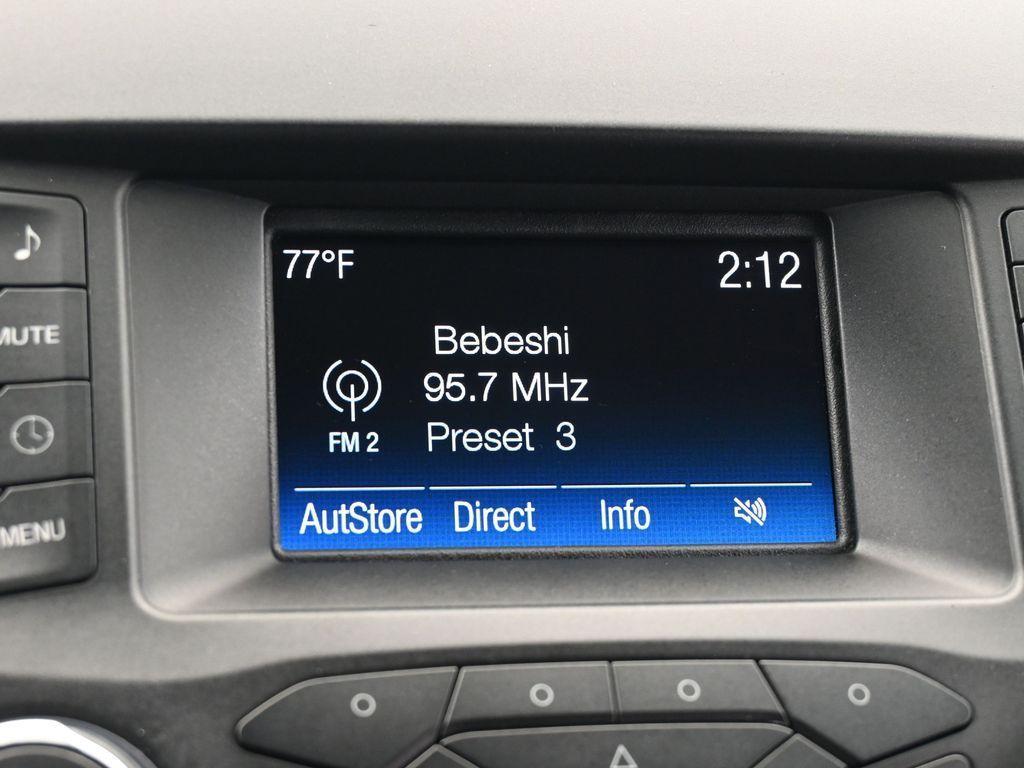 77°F
2:12
Bebeshi
95.7 MHz
FM 2
Preset 3
AutStore
Direct
Info
MUTE
MENU